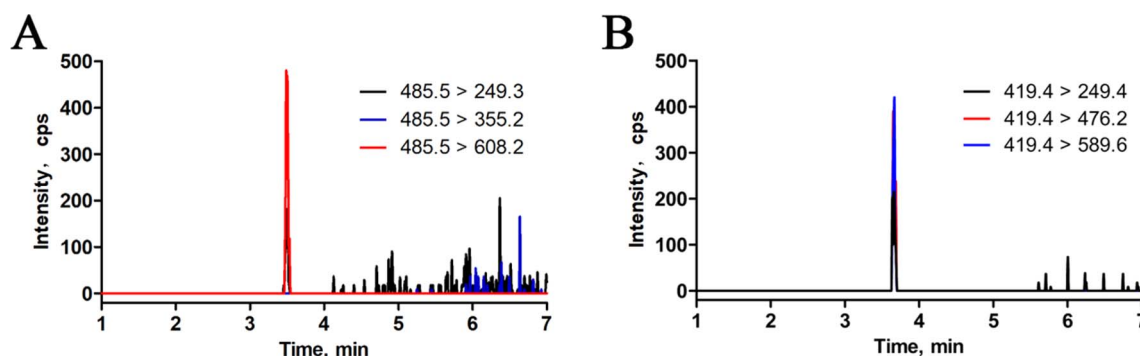 A
500
400
300
200
100
0
Intensity, cps
485.5 > 249.3
485.5 > 355.2
485.5 > 608.2
1 2 3 4 5 6 7
Time, min
B
500
400
300
200
100
0
Intensity, cps
419.4 > 249.4
419.4 > 476.2
419.4 > 589.6
1 2 3 4 5 6 7
Time, min